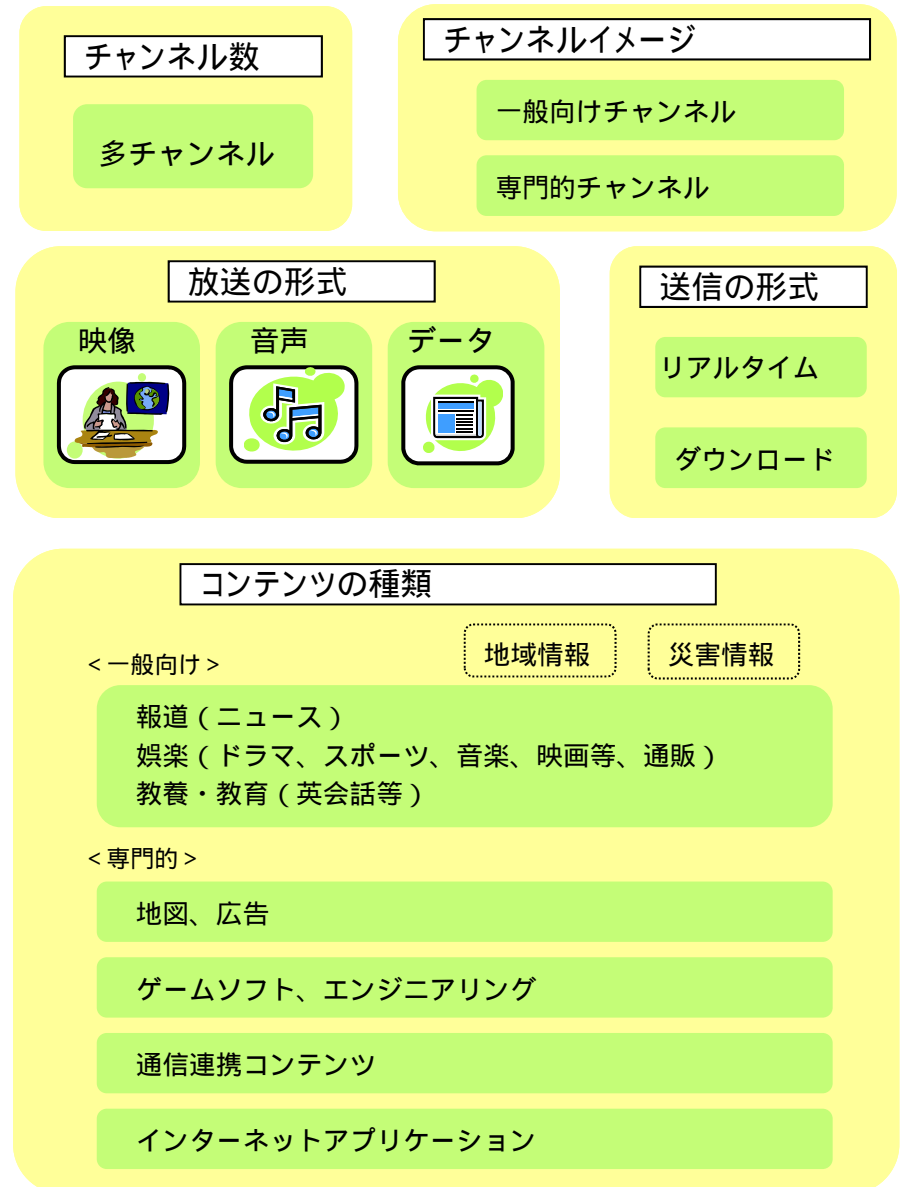 チャンネル数
多チャンネル
チャンネルイメージ
一般向けチャンネル
専門的チャンネル
放送の形式
映像
音声
データ
送信の形式
リアルタイム
ダウンロード
コンテンツの種類
地域情報
災害情報
<一般向け>
報道(ニュース)
娯楽(ドラマ、スポーツ、音楽、映画等、通販)
教養・教育(英会話等)
<専門的>
地図、広告
ゲームソフト、エンジニアリング
通信連携コンテンツ
インターネットアプリケーション